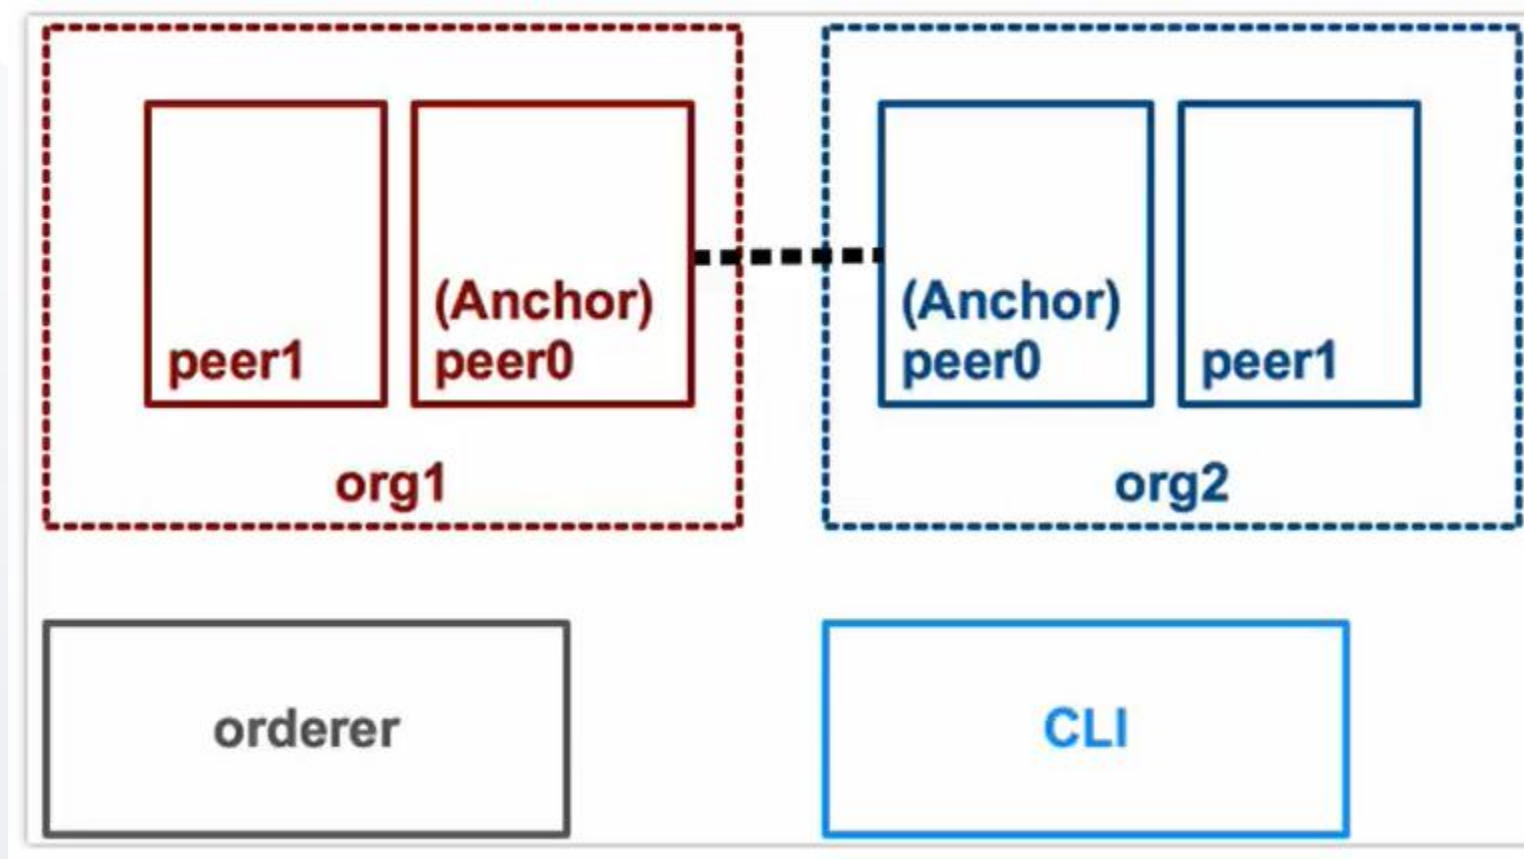 peer1
(Anchor)
peer0
org1
(Anchor)
peer0
peer1
org2
orderer
CLI